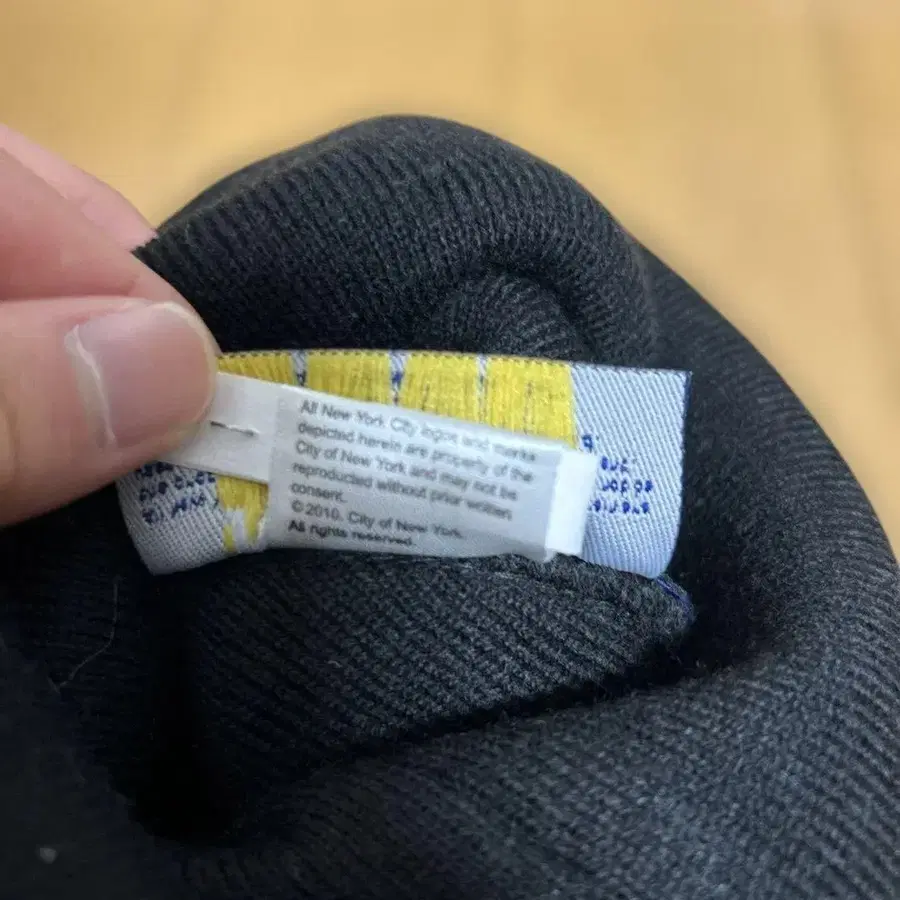 All New York City logos and marks
depicted herein are property of the
City of New York and may not be
reproduced without prior written
consent.
© 2010. City of New York.
All rights reserved.